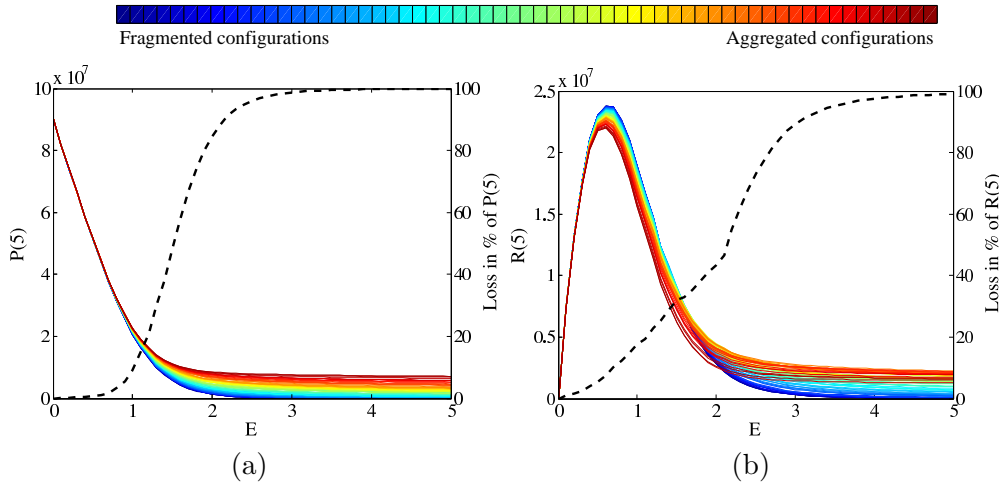 Fragmented configurations
Aggregated configurations
x 10^7
10
8
6
4
2
0
P(5)
0 1 2 3 4 5
E
100
80
60
40
20
0
Loss in % of P(5)
(a)
x 10^7
2.5
2
1.5
1
0.5
0
R(5)
0 1 2 3 4 5
E
100
80
60
40
20
0
Loss in % of R(5)
(b)